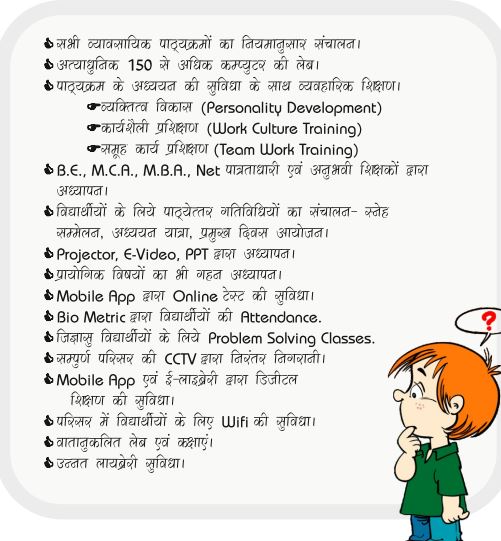 सभी व्यावसायिक पाठ्यक्रमों का नियमानुसार संचालन।
अत्याधुनिक 150 से अधिक कम्प्युटर की लेब।
पाठ्यक्रम के अध्ययन की सुविधा के साथ व्यवहारिक शिक्षण।
व्यक्तित्व विकास (Personality Development)
कार्यशैली प्रशिक्षण (Work Culture Training)
समूह कार्य प्रशिक्षण (Team Work Training)
B.E., M.C.A., M.B.A., Net पात्रताधारी एवं अनुभवी शिक्षकों द्वारा
अध्यापन।
विद्यार्थीयों के लिये पाठ्येत्तर गतिविधियों का संचालन- स्नेह
सम्मेलन, अध्ययन यात्रा, प्रमुख दिवस आयोजन।
Projector, E-Video, PPT द्वारा अध्यापन।
प्रायोगिक विषयों का भी गहन अध्यापन।
Mobile App द्वारा Online टेस्ट की सुविधा।
Bio Metric द्वारा विद्यार्थीयों की Attendance.
जिज्ञासु विद्यार्थीयों के लिये Problem Solving Classes.
सम्पुर्ण परिसर की CCTV द्वारा निरंतर निगरानी।
Mobile App एवं ई-लाइब्रेरी द्वारा डिजीटल
शिक्षण की सुविधा।
परिसर में विद्यार्थीयों के लिए Wifi की सुविधा।
वातानुकलित लेब एवं कक्षाएं।
उन्नत लायब्रेरी सुविधा।
?